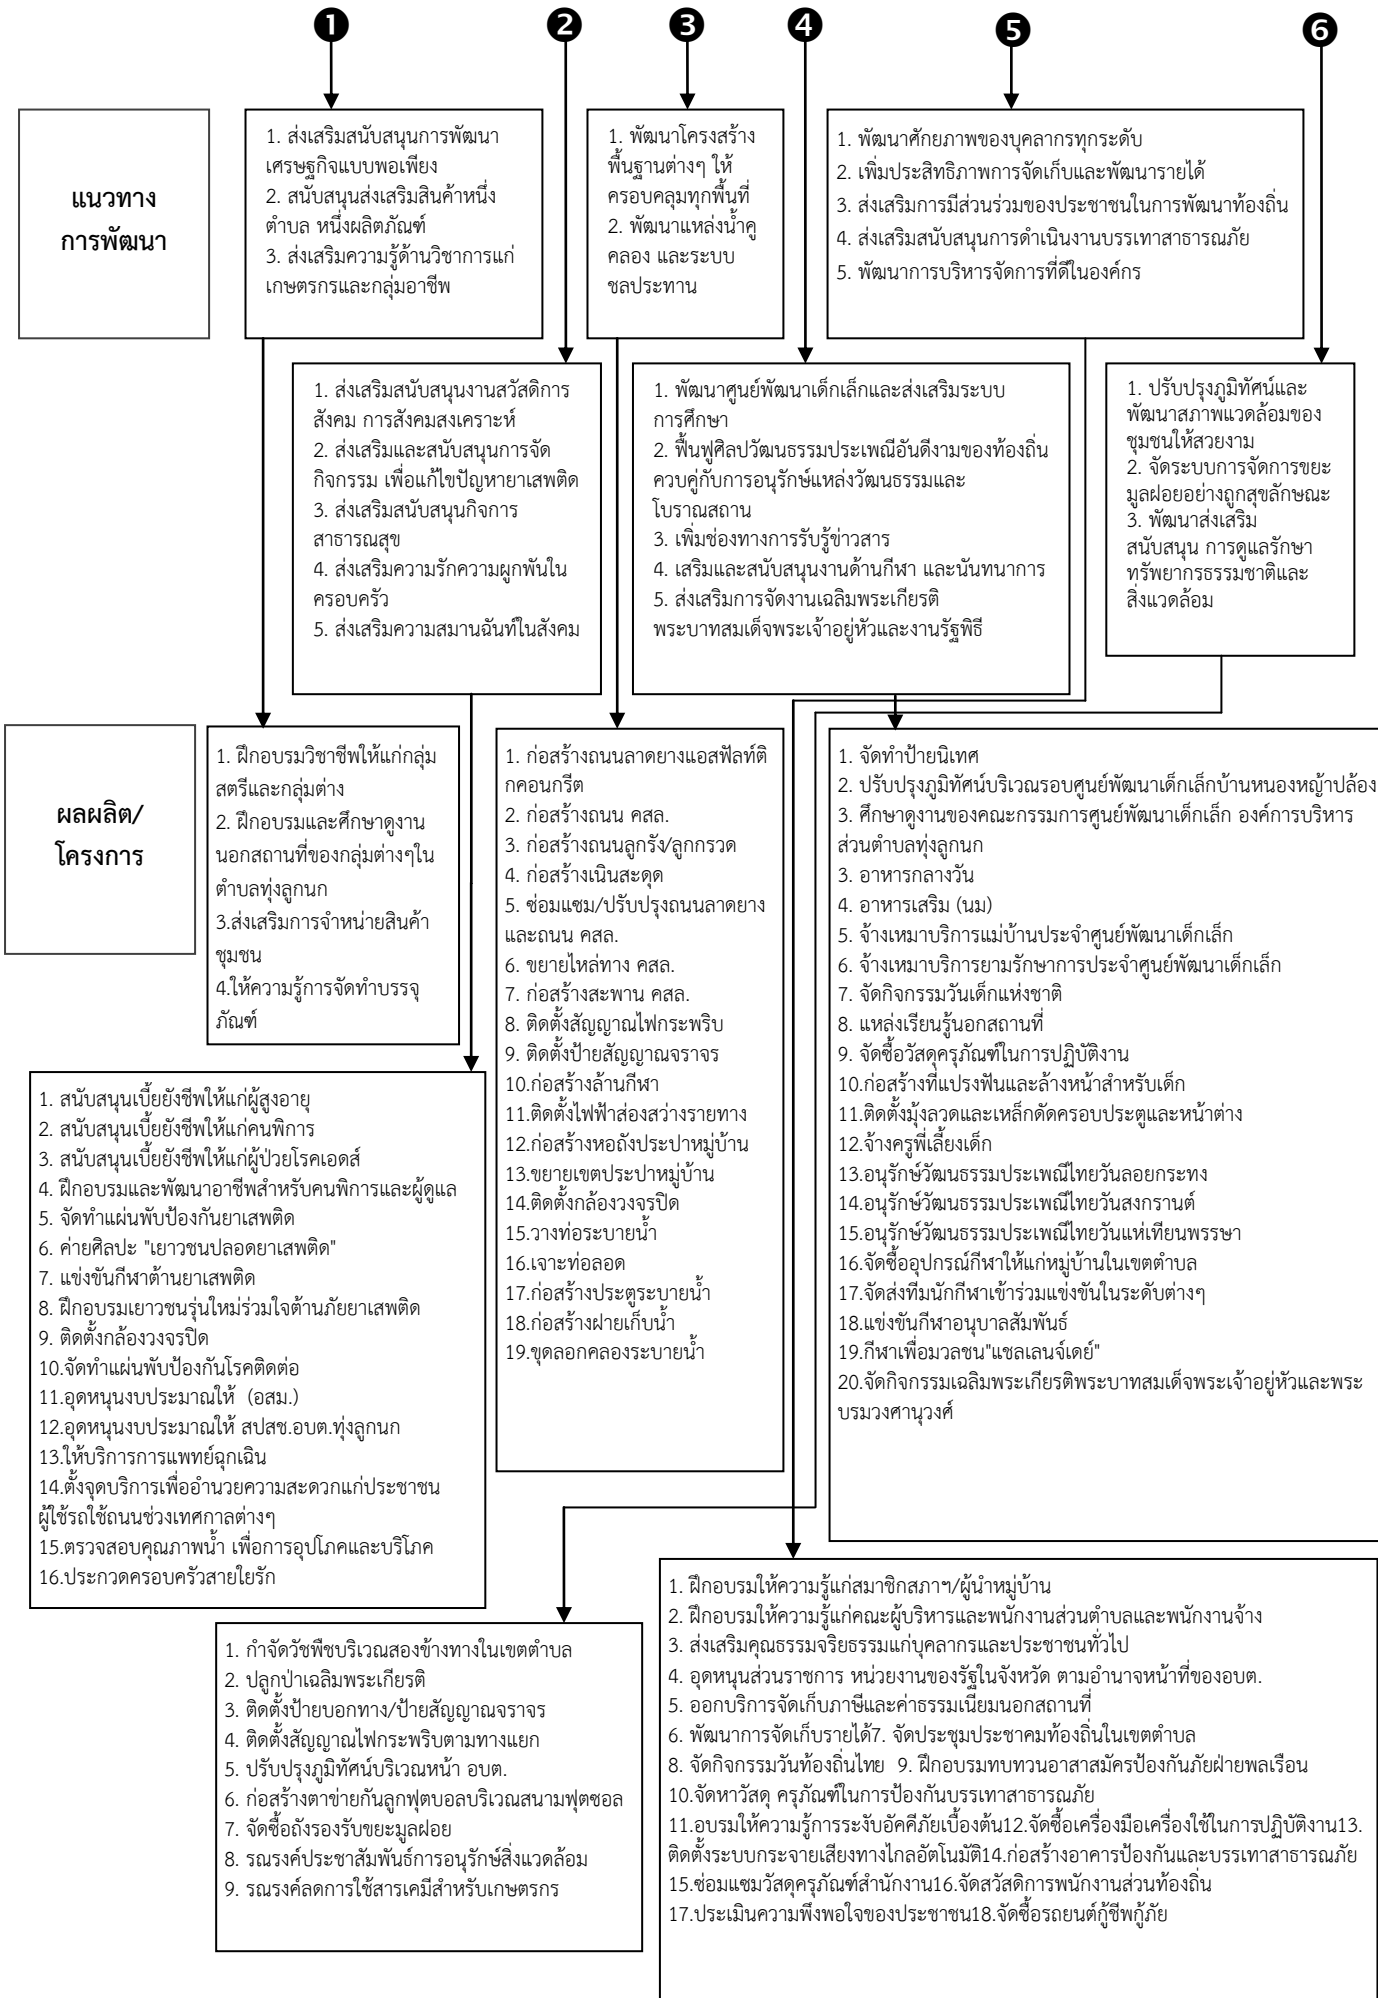 ❶ ❷ ❸ ❹ ❺ ❻
แนวทาง
การพัฒนา
1. ส่งเสริมสนับสนุนการพัฒนา
เศรษฐกิจแบบพอเพียง
2. สนับสนุนส่งเสริมสินค้าหนึ่ง
ตำบล หนึ่งผลิตภัณฑ์
3. ส่งเสริมความรู้ด้านวิชาการแก่
เกษตรกรและกลุ่มอาชีพ
1. พัฒนาโครงสร้าง
พื้นฐานต่างๆ ให้
ครอบคลุมทุกพื้นที่
2. พัฒนาแหล่งน้ำคู
คลอง และระบบ
ชลประทาน
1. พัฒนาศักยภาพของบุคลากรทุกระดับ
2. เพิ่มประสิทธิภาพการจัดเก็บและพัฒนารายได้
3. ส่งเสริมการมีส่วนร่วมของประชาชนในการพัฒนาท้องถิ่น
4. ส่งเสริมสนับสนุนการดำเนินงานบรรเทาสาธารณภัย
5. พัฒนาการบริหารจัดการที่ดีในองค์กร
1. ส่งเสริมสนับสนุนงานสวัสดิการ
สังคม การสังคมสงเคราะห์
2. ส่งเสริมและสนับสนุนการจัด
กิจกรรม เพื่อแก้ไขปัญหายาเสพติด
3. ส่งเสริมสนับสนุนกิจการ
สาธารณสุข
4. ส่งเสริมความรักความผูกพันใน
ครอบครัว
5. ส่งเสริมความสมานฉันท์ในสังคม
1. พัฒนาศูนย์พัฒนาเด็กเล็กและส่งเสริมระบบ
การศึกษา
2. ฟื้นฟูศิลปวัฒนธรรมประเพณีอันดีงามของท้องถิ่น
ควบคู่กับการอนุรักษ์แหล่งวัฒนธรรมและ
โบราณสถาน
3. เพิ่มช่องทางการรับรู้ข่าวสาร
4. เสริมและสนับสนุนงานด้านกีฬา และนันทนาการ
5. ส่งเสริมการจัดงานเฉลิมพระเกียรติ
พระบาทสมเด็จพระเจ้าอยู่หัวและงานรัฐพิธี
1. ปรับปรุงภูมิทัศน์และ
พัฒนาสภาพแวดล้อมของ
ชุมชนให้สวยงาม
2. จัดระบบการจัดการขยะ
มูลฝอยอย่างถูกสุขลักษณะ
3. พัฒนาส่งเสริม
สนับสนุน การดูแลรักษา
ทรัพยากรธรรมชาติและ
สิ่งแวดล้อม
ผลผลิต/
โครงการ
1. ฝึกอบรมวิชาชีพให้แก่กลุ่ม
สตรีและกลุ่มต่าง
2. ฝึกอบรมและศึกษาดูงาน
นอกสถานที่ของกลุ่มต่างๆใน
ตำบลทุ่งลูกนก
3.ส่งเสริมการจำหน่ายสินค้า
ชุมชน
4.ให้ความรู้การจัดทำบรรจุ
ภัณฑ์
1. ก่อสร้างถนนลาดยางแอสฟัลท์ติ
กคอนกรีต
2. ก่อสร้างถนน คสล.
3. ก่อสร้างถนนลูกรัง/ลูกกรวด
4. ก่อสร้างเนินสะดุด
5. ซ่อมแซม/ปรับปรุงถนนลาดยาง
และถนน คสล.
6. ขยายไหล่ทาง คสล.
7. ก่อสร้างสะพาน คสล.
8. ติดตั้งสัญญาณไฟกระพริบ
9. ติดตั้งป้ายสัญญาณจราจร
10.ก่อสร้างล้านกีฬา
11.ติดตั้งไฟฟ้าส่องสว่างรายทาง
12.ก่อสร้างหอถังประปาหมู่บ้าน
13.ขยายเขตประปาหมู่บ้าน
14.ติดตั้งกล้องวงจรปิด
15.วางท่อระบายน้ำ
16.เจาะท่อลอด
17.ก่อสร้างประตูระบายน้ำ
18.ก่อสร้างฝายเก็บน้ำ
19.ขุดลอกคลองระบายน้ำ
1. จัดทำป้ายนิเทศ
2. ปรับปรุงภูมิทัศน์บริเวณรอบศูนย์พัฒนาเด็กเล็กบ้านหนองหญ้าปล้อง
3. ศึกษาดูงานของคณะกรรมการศูนย์พัฒนาเด็กเล็ก องค์การบริหาร
ส่วนตำบลทุ่งลูกนก
3. อาหารกลางวัน
4. อาหารเสริม (นม)
5. จ้างเหมาบริการแม่บ้านประจำศูนย์พัฒนาเด็กเล็ก
6. จ้างเหมาบริการยามรักษาการประจำศูนย์พัฒนาเด็กเล็ก
7. จัดกิจกรรมวันเด็กแห่งชาติ
8. แหล่งเรียนรู้นอกสถานที่
9. จัดซื้อวัสดุครุภัณฑ์ในการปฏิบัติงาน
10.ก่อสร้างที่แปรงฟันและล้างหน้าสำหรับเด็ก
11.ติดตั้งมุ้งลวดและเหล็กดัดครอบประตูและหน้าต่าง
12.จ้างครูพี่เลี้ยงเด็ก
13.อนุรักษ์วัฒนธรรมประเพณีไทยวันลอยกระทง
14.อนุรักษ์วัฒนธรรมประเพณีไทยวันสงกรานต์
15.อนุรักษ์วัฒนธรรมประเพณีไทยวันแห่เทียนพรรษา
16.จัดซื้ออุปกรณ์กีฬาให้แก่หมู่บ้านในเขตตำบล
17.จัดส่งทีมนักกีฬาเข้าร่วมแข่งขันในระดับต่างๆ
18.แข่งขันกีฬาอนุบาลสัมพันธ์
19.กีฬาเพื่อมวลชน"แชลเลนจ์เดย์"
20.จัดกิจกรรมเฉลิมพระเกียรติพระบาทสมเด็จพระเจ้าอยู่หัวและพระ
บรมวงศานุวงศ์
1. สนับสนุนเบี้ยยังชีพให้แก่ผู้สูงอายุ
2. สนับสนุนเบี้ยยังชีพให้แก่คนพิการ
3. สนับสนุนเบี้ยยังชีพให้แก่ผู้ป่วยโรคเอดส์
4. ฝึกอบรมและพัฒนาอาชีพสำหรับคนพิการและผู้ดูแล
5. จัดทำแผ่นพับป้องกันยาเสพติด
6. ค่ายศิลปะ "เยาวชนปลอดยาเสพติด"
7. แข่งขันกีฬาต้านยาเสพติด
8. ฝึกอบรมเยาวชนรุ่นใหม่ร่วมใจต้านภัยยาเสพติด
9. ติดตั้งกล้องวงจรปิด
10.จัดทำแผ่นพับป้องกันโรคติดต่อ
11.อุดหนุนงบประมาณให้ (อสม.)
12.อุดหนุนงบประมาณให้ สปสช.อบต.ทุ่งลูกนก
13.ให้บริการการแพทย์ฉุกเฉิน
14.ตั้งจุดบริการเพื่ออำนวยความสะดวกแก่ประชาชน
ผู้ใช้รถใช้ถนนช่วงเทศกาลต่างๆ
15.ตรวจสอบคุณภาพน้ำ เพื่อการอุปโภคและบริโภค
16.ประกวดครอบครัวสายใยรัก
1. กำจัดวัชพืชบริเวณสองข้างทางในเขตตำบล
2. ปลูกป่าเฉลิมพระเกียรติ
3. ติดตั้งป้ายบอกทาง/ป้ายสัญญาณจราจร
4. ติดตั้งสัญญาณไฟกระพริบตามทางแยก
5. ปรับปรุงภูมิทัศน์บริเวณหน้า อบต.
6. ก่อสร้างตาข่ายกันลูกฟุตบอลบริเวณสนามฟุตซอล
7. จัดซื้อถังรองรับขยะมูลฝอย
8. รณรงค์ประชาสัมพันธ์การอนุรักษ์สิ่งแวดล้อม
9. รณรงค์ลดการใช้สารเคมีสำหรับเกษตรกร
1. ฝึกอบรมให้ความรู้แก่สมาชิกสภาฯ/ผู้นำหมู่บ้าน
2. ฝึกอบรมให้ความรู้แก่คณะผู้บริหารและพนักงานส่วนตำบลและพนักงานจ้าง
3. ส่งเสริมคุณธรรมจริยธรรมแก่บุคลากรและประชาชนทั่วไป
4. อุดหนุนส่วนราชการ หน่วยงานของรัฐในจังหวัด ตามอำนาจหน้าที่ของอบต.
5. ออกบริการจัดเก็บภาษีและค่าธรรมเนียมนอกสถานที่
6. พัฒนาการจัดเก็บรายได้7. จัดประชุมประชาคมท้องถิ่นในเขตตำบล
8. จัดกิจกรรมวันท้องถิ่นไทย 9. ฝึกอบรมทบทวนอาสาสมัครป้องกันภัยฝ่ายพลเรือน
10.จัดหาวัสดุ ครุภัณฑ์ในการป้องกันบรรเทาสาธารณภัย
11.อบรมให้ความรู้การระงับอัคคีภัยเบื้องต้น12.จัดซื้อเครื่องมือเครื่องใช้ในการปฏิบัติงาน13.
ติดตั้งระบบกระจายเสียงทางไกลอัตโนมัติ14.ก่อสร้างอาคารป้องกันและบรรเทาสาธารณภัย
15.ซ่อมแซมวัสดุครุภัณฑ์สำนักงาน16.จัดสวัสดิการพนักงานส่วนท้องถิ่น
17.ประเมินความพึงพอใจของประชาชน18.จัดซื้อรถยนต์กู้ชีพกู้ภัย